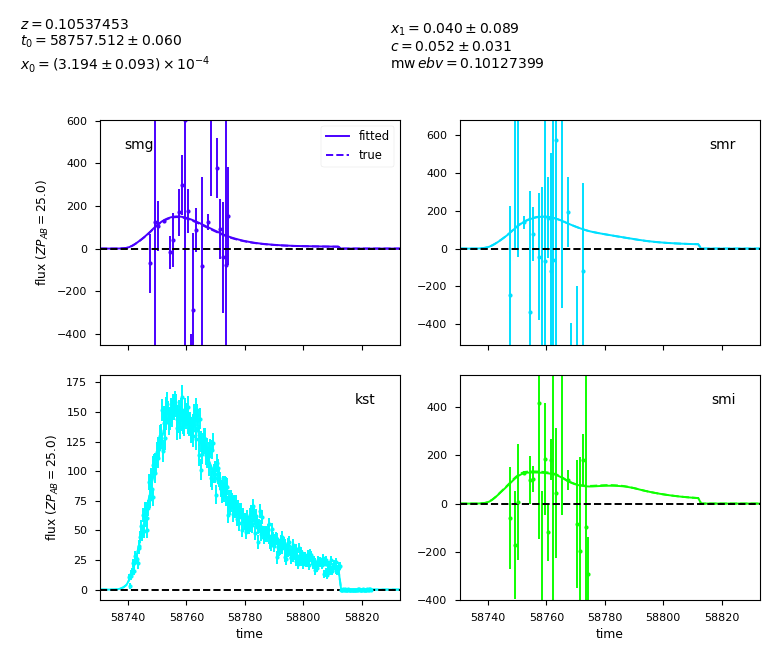 z = 0.10537453
t₀ = 58757.512 ± 0.060
x₀ = (3.194 ± 0.093) × 10⁻⁴
x₁ = 0.040 ± 0.089
c = 0.052 ± 0.031
mw ebv = 0.10127399
600
400
200
0
−200
−400
flux (ZP_AB = 25.0)
smg
fitted
true
600
400
200
0
−200
−400
smr
175
150
125
100
75
50
25
0
flux (ZP_AB = 25.0)
kst
58740 58760 58780 58800 58820
time
400
200
0
−200
−400
smi
58740 58760 58780 58800 58820
time